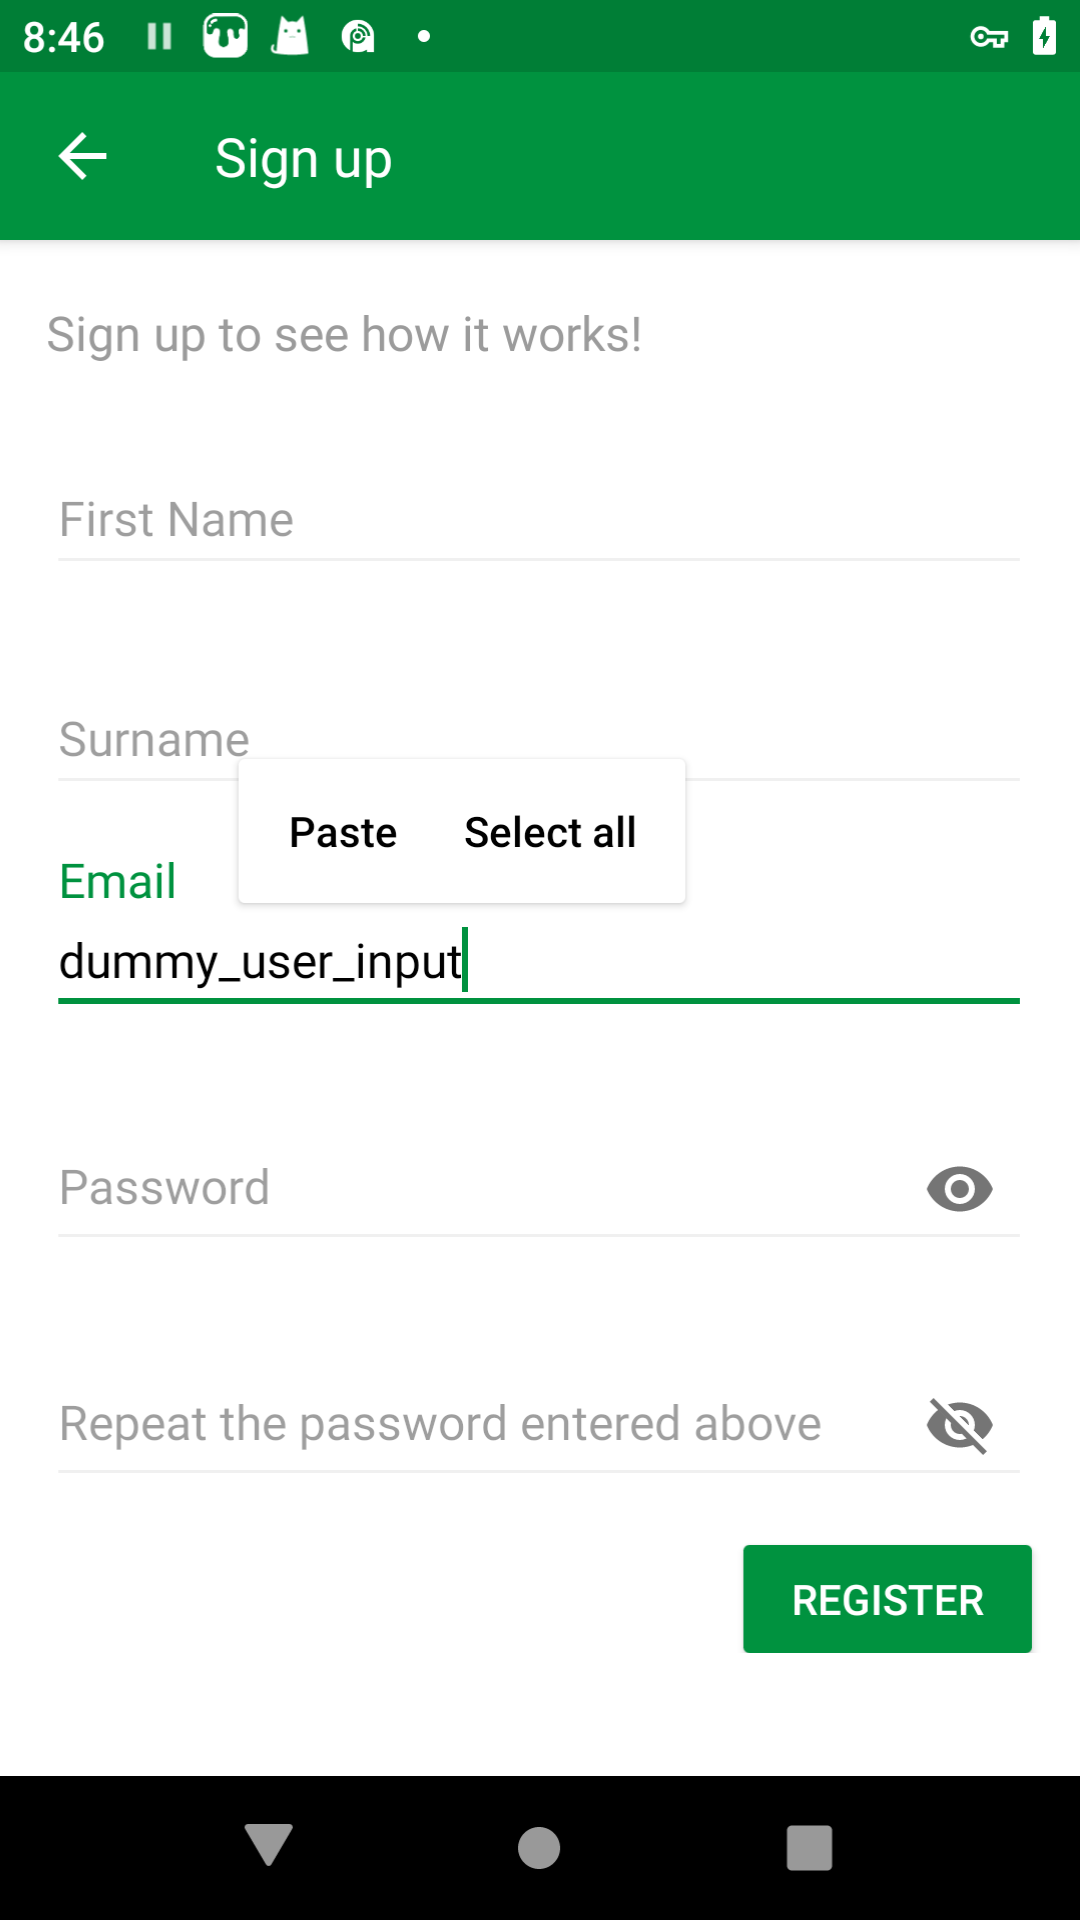 8:46
Sign up
Sign up to see how it works!
First Name
Surname
Paste Select all
Email
dummy_user_input
Password
Repeat the password entered above
REGISTER